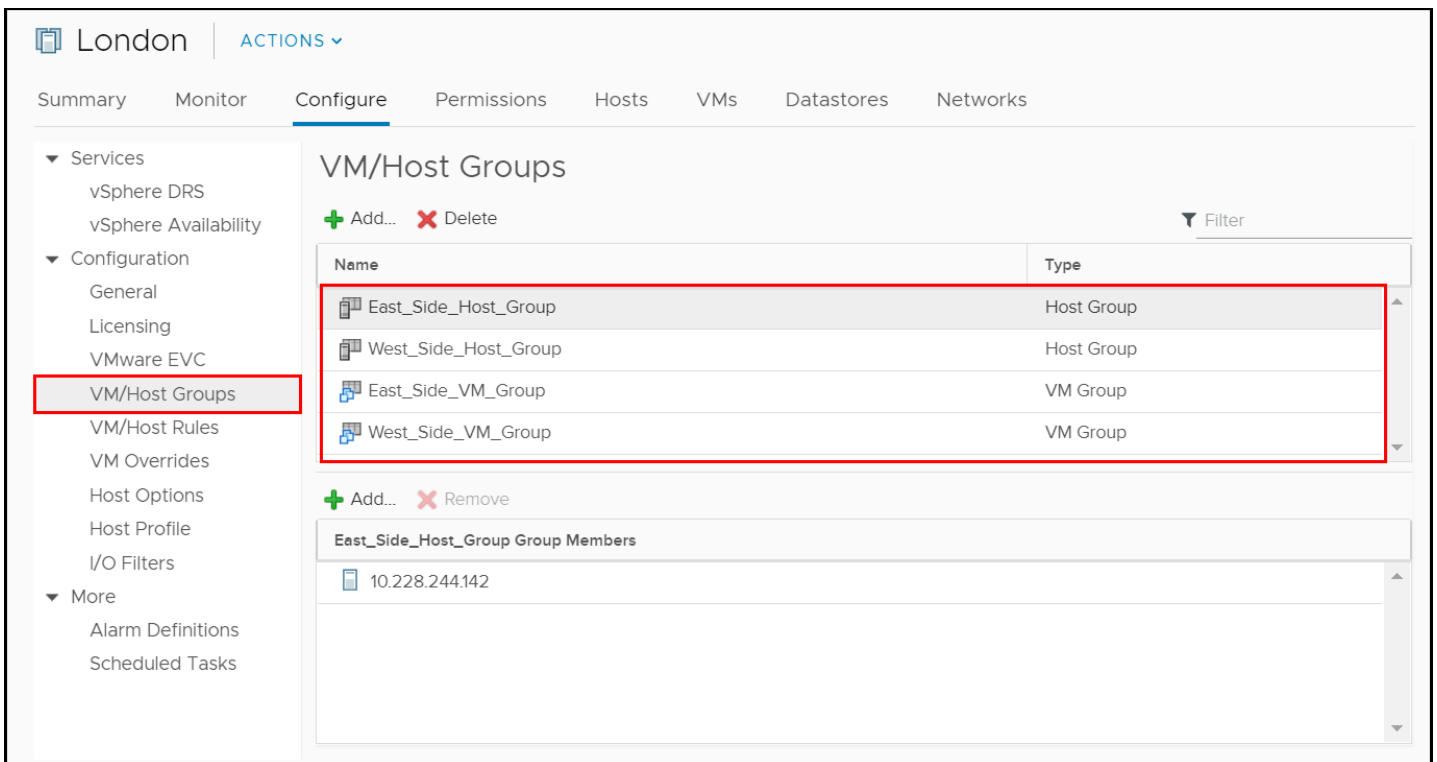 London ACTIONS
Summary Monitor Configure Permissions Hosts VMs Datastores Networks
Services
vSphere DRS
vSphere Availability
Configuration
General
Licensing
VMware EVC
VM/Host Groups
VM/Host Rules
VM Overrides
Host Options
Host Profile
I/O Filters
More
Alarm Definitions
Scheduled Tasks
VM/Host Groups
Add... Delete Filter
Name Type
East_Side_Host_Group Host Group
West_Side_Host_Group Host Group
East_Side_VM_Group VM Group
West_Side_VM_Group VM Group
Add... Remove
East_Side_Host_Group Group Members
10.228.244.142